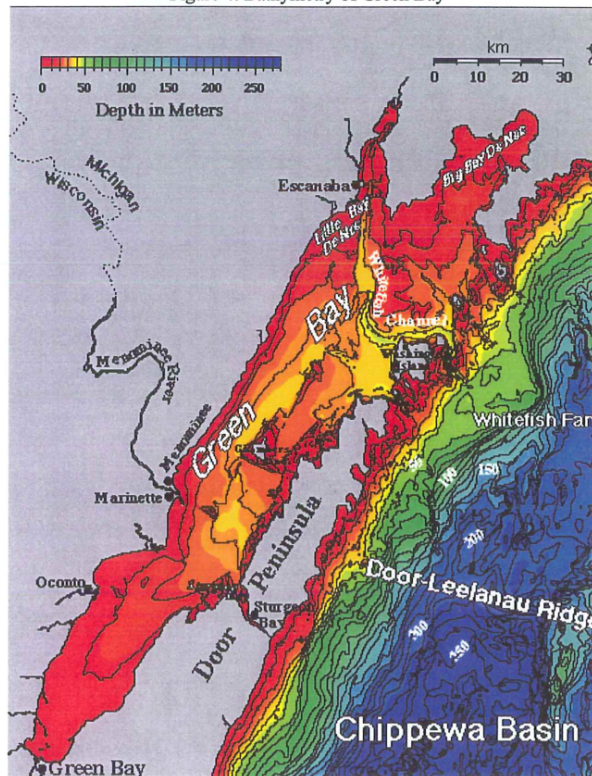 Figure 4. Bathymetry of Green Bay
km
0 10 20 30
0 50 100 150 200 250
Depth in Meters
Michigan
Wisconsin
Escanaba
Big Bay De Noc
Little Bay
De Noc
Whitefish
Channel
Washington
Island
Green Bay
Menominee
River
Menominee
Marinette
Whitefish Fan
50
100
150
200
Door Peninsula
Door-Leelanau Ridge
Oconto
Sturgeon
Bay
200
250
Chippewa Basin
Green Bay